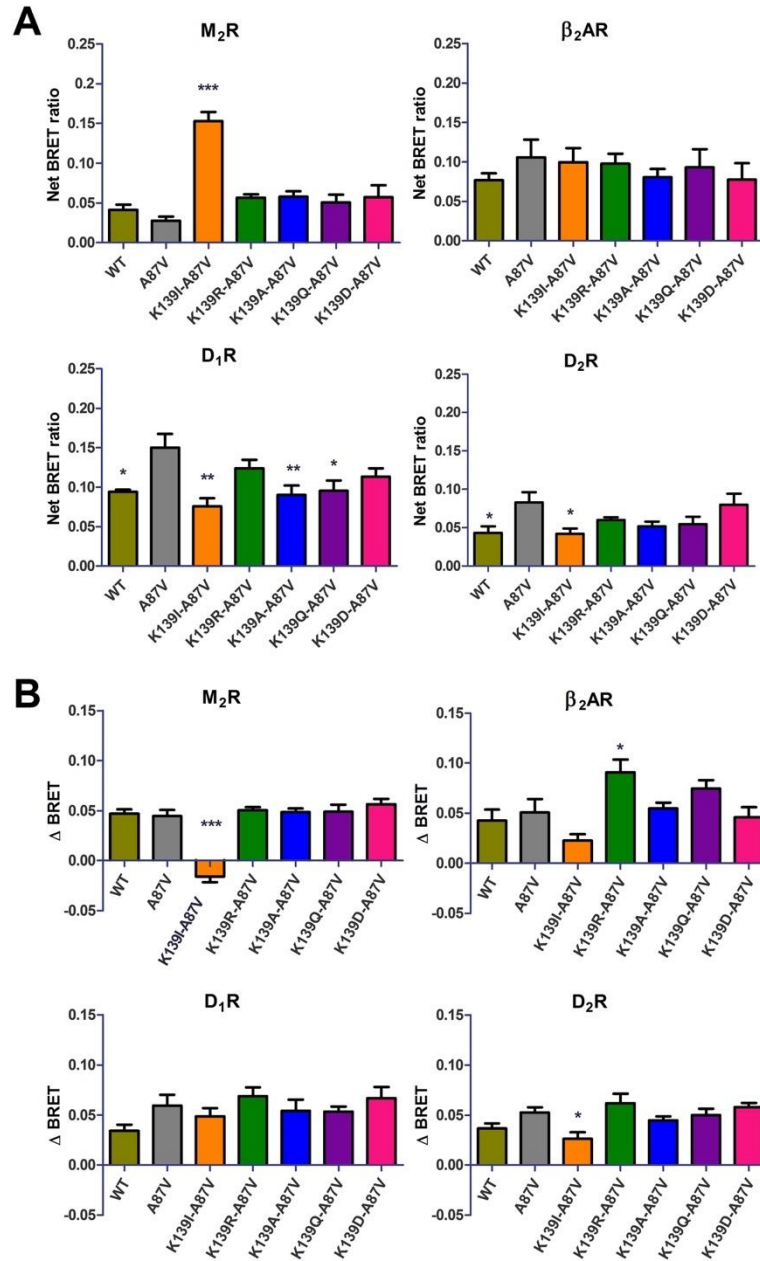 A
M₂R
Net BRET ratio
0.25
0.20
0.15
0.10
0.05
0.00
***
WT
A87V
K139I-A87V
K139R-A87V
K139A-A87V
K139Q-A87V
K139D-A87V
β₂AR
Net BRET ratio
0.25
0.20
0.15
0.10
0.05
0.00
WT
A87V
K139I-A87V
K139R-A87V
K139A-A87V
K139Q-A87V
K139D-A87V
D₁R
Net BRET ratio
0.25
0.20
0.15
0.10
0.05
0.00
*
**
**
*
WT
A87V
K139I-A87V
K139R-A87V
K139A-A87V
K139Q-A87V
K139D-A87V
D₂R
Net BRET ratio
0.25
0.20
0.15
0.10
0.05
0.00
*
*
WT
A87V
K139I-A87V
K139R-A87V
K139A-A87V
K139Q-A87V
K139D-A87V
B
M₂R
Δ BRET
0.15
0.10
0.05
0.00
-0.05
***
WT
A87V
K139I-A87V
K139R-A87V
K139A-A87V
K139Q-A87V
K139D-A87V
β₂AR
Δ BRET
0.15
0.10
0.05
0.00
-0.05
*
WT
A87V
K139I-A87V
K139R-A87V
K139A-A87V
K139Q-A87V
K139D-A87V
D₁R
Δ BRET
0.15
0.10
0.05
0.00
-0.05
WT
A87V
K139I-A87V
K139R-A87V
K139A-A87V
K139Q-A87V
K139D-A87V
D₂R
Δ BRET
0.15
0.10
0.05
0.00
-0.05
*
WT
A87V
K139I-A87V
K139R-A87V
K139A-A87V
K139Q-A87V
K139D-A87V